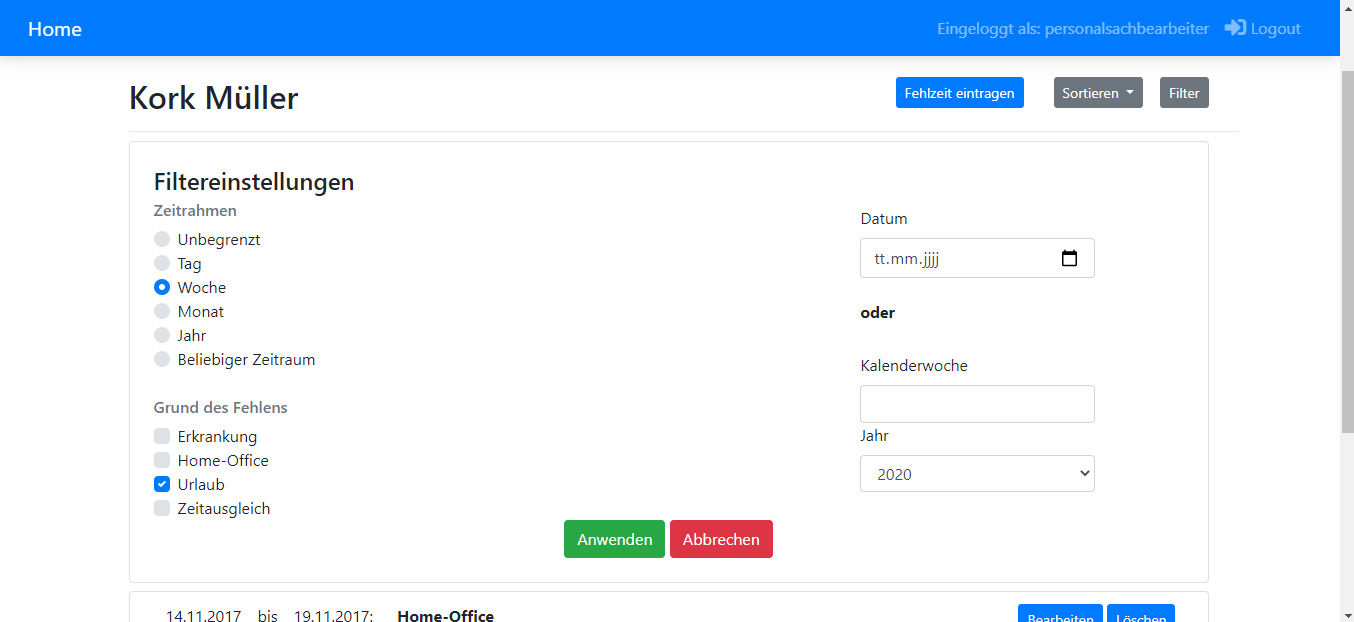 Home
Eingeloggt als: personalsachbearbeiter Logout
Kork Müller
Fehlzeit eintragen Sortieren Filter
Filtereinstellungen
Zeitrahmen
Unbegrenzt
Tag
Woche
Monat
Jahr
Beliebiger Zeitraum
Grund des Fehlens
Erkrankung
Home-Office
Urlaub
Zeitausgleich
Datum
tt.mm.jjjj
oder
Kalenderwoche
Jahr
2020
Anwenden Abbrechen
14.11.2017 bis 19.11.2017: Home-Office
Bearbeiten Löschen